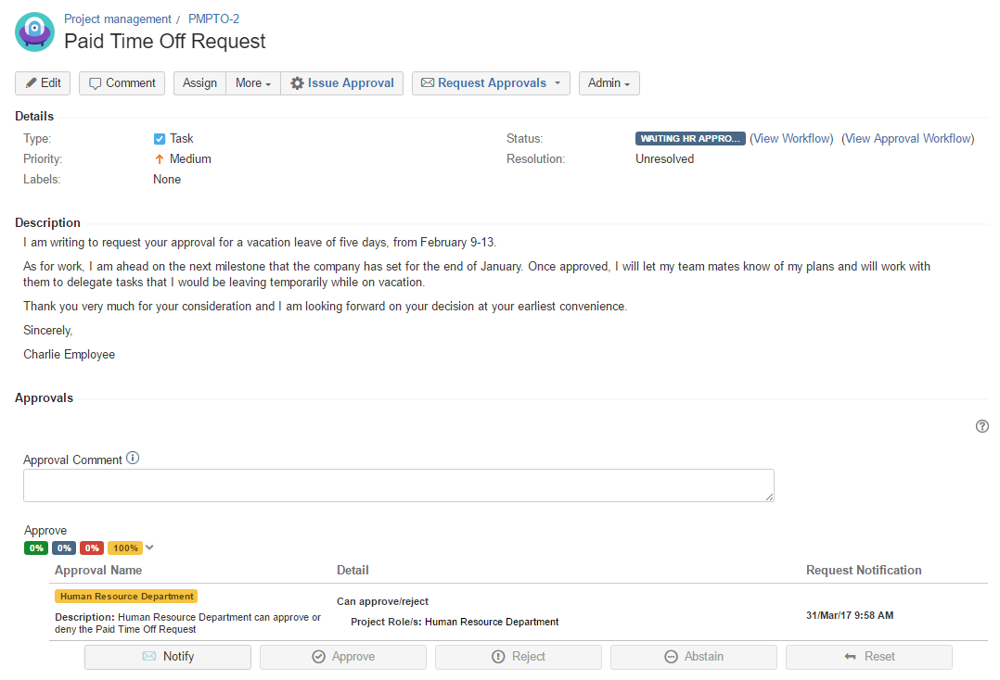 Project management / PMPTO-2
Paid Time Off Request
Edit Comment Assign More Issue Approval Request Approvals Admin
Details
Type: Task Status: WAITING HR APPRO... (View Workflow) (View Approval Workflow)
Priority: Medium Resolution: Unresolved
Labels: None
Description
I am writing to request your approval for a vacation leave of five days, from February 9-13.
As for work, I am ahead on the next milestone that the company has set for the end of January. Once approved, I will let my team mates know of my plans and will work with
them to delegate tasks that I would be leaving temporarily while on vacation.
Thank you very much for your consideration and I am looking forward on your decision at your earliest convenience.
Sincerely,
Charlie Employee
Approvals
Approval Comment
Approve
0% 0% 0% 100%
Approval Name Detail Request Notification
Human Resource Department
Can approve/reject
Description: Human Resource Department can approve or
deny the Paid Time Off Request
Project Role/s: Human Resource Department
31/Mar/17 9:58 AM
Notify Approve Reject Abstain Reset